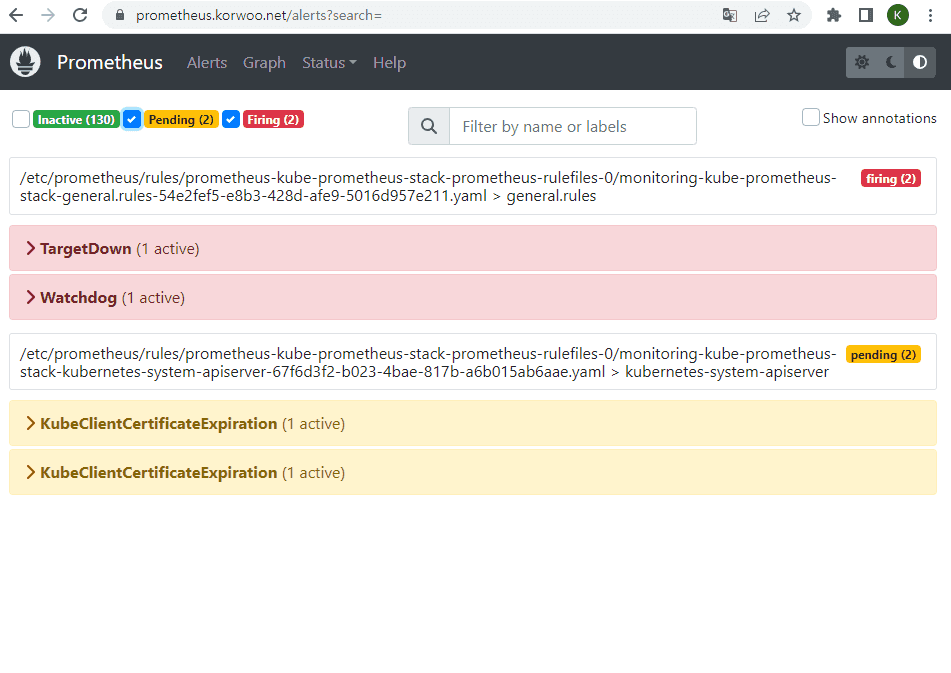 prometheus.korwoo.net/alerts?search=
K
Prometheus Alerts Graph Status Help
Inactive (130) Pending (2) Firing (2)
Filter by name or labels
Show annotations
/etc/prometheus/rules/prometheus-kube-prometheus-stack-prometheus-rulefiles-0/monitoring-kube-prometheus-
stack-general.rules-54e2fef5-e8b3-428d-afe9-5016d957e211.yaml > general.rules
firing (2)
TargetDown (1 active)
Watchdog (1 active)
/etc/prometheus/rules/prometheus-kube-prometheus-stack-prometheus-rulefiles-0/monitoring-kube-prometheus-
stack-kubernetes-system-apiserver-67f6d3f2-b023-4bae-817b-a6b015ab6aae.yaml > kubernetes-system-apiserver
pending (2)
KubeClientCertificateExpiration (1 active)
KubeClientCertificateExpiration (1 active)